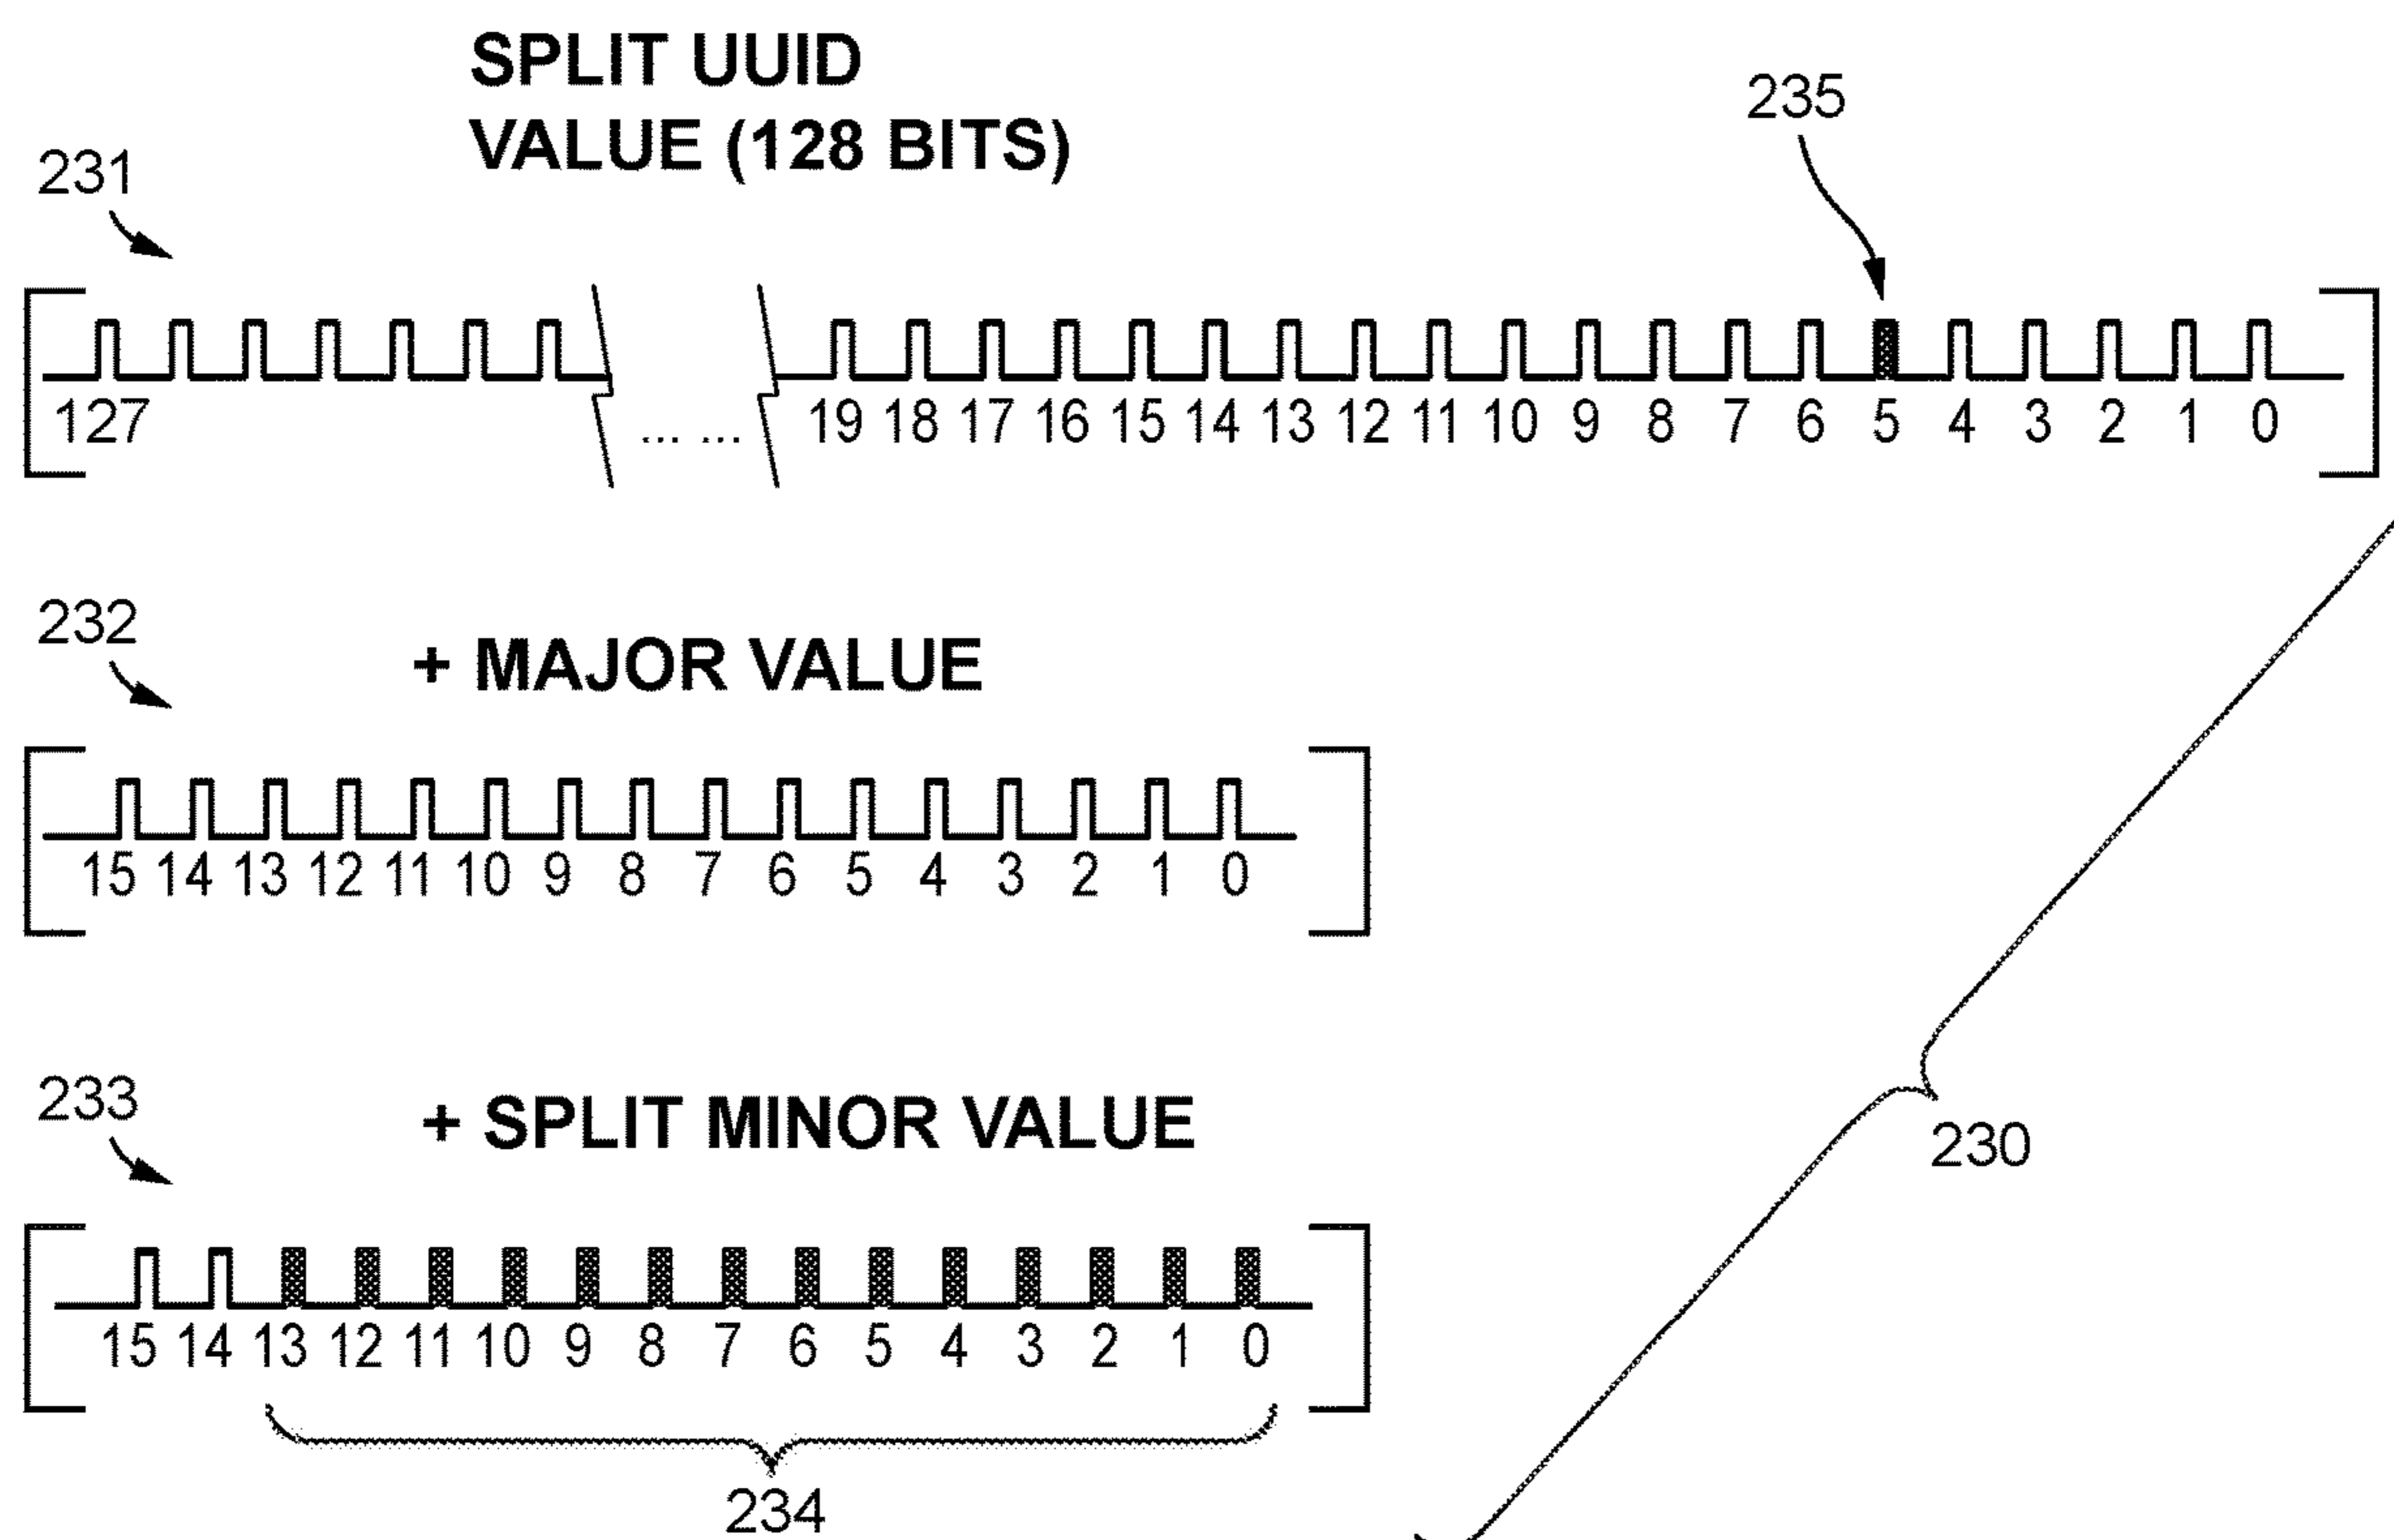 SPLIT UUID
VALUE (128 BITS)
235
231
127 ... ... 19 18 17 16 15 14 13 12 11 10 9 8 7 6 5 4 3 2 1 0
232
+ MAJOR VALUE
15 14 13 12 11 10 9 8 7 6 5 4 3 2 1 0
233
+ SPLIT MINOR VALUE
230
15 14 13 12 11 10 9 8 7 6 5 4 3 2 1 0
234